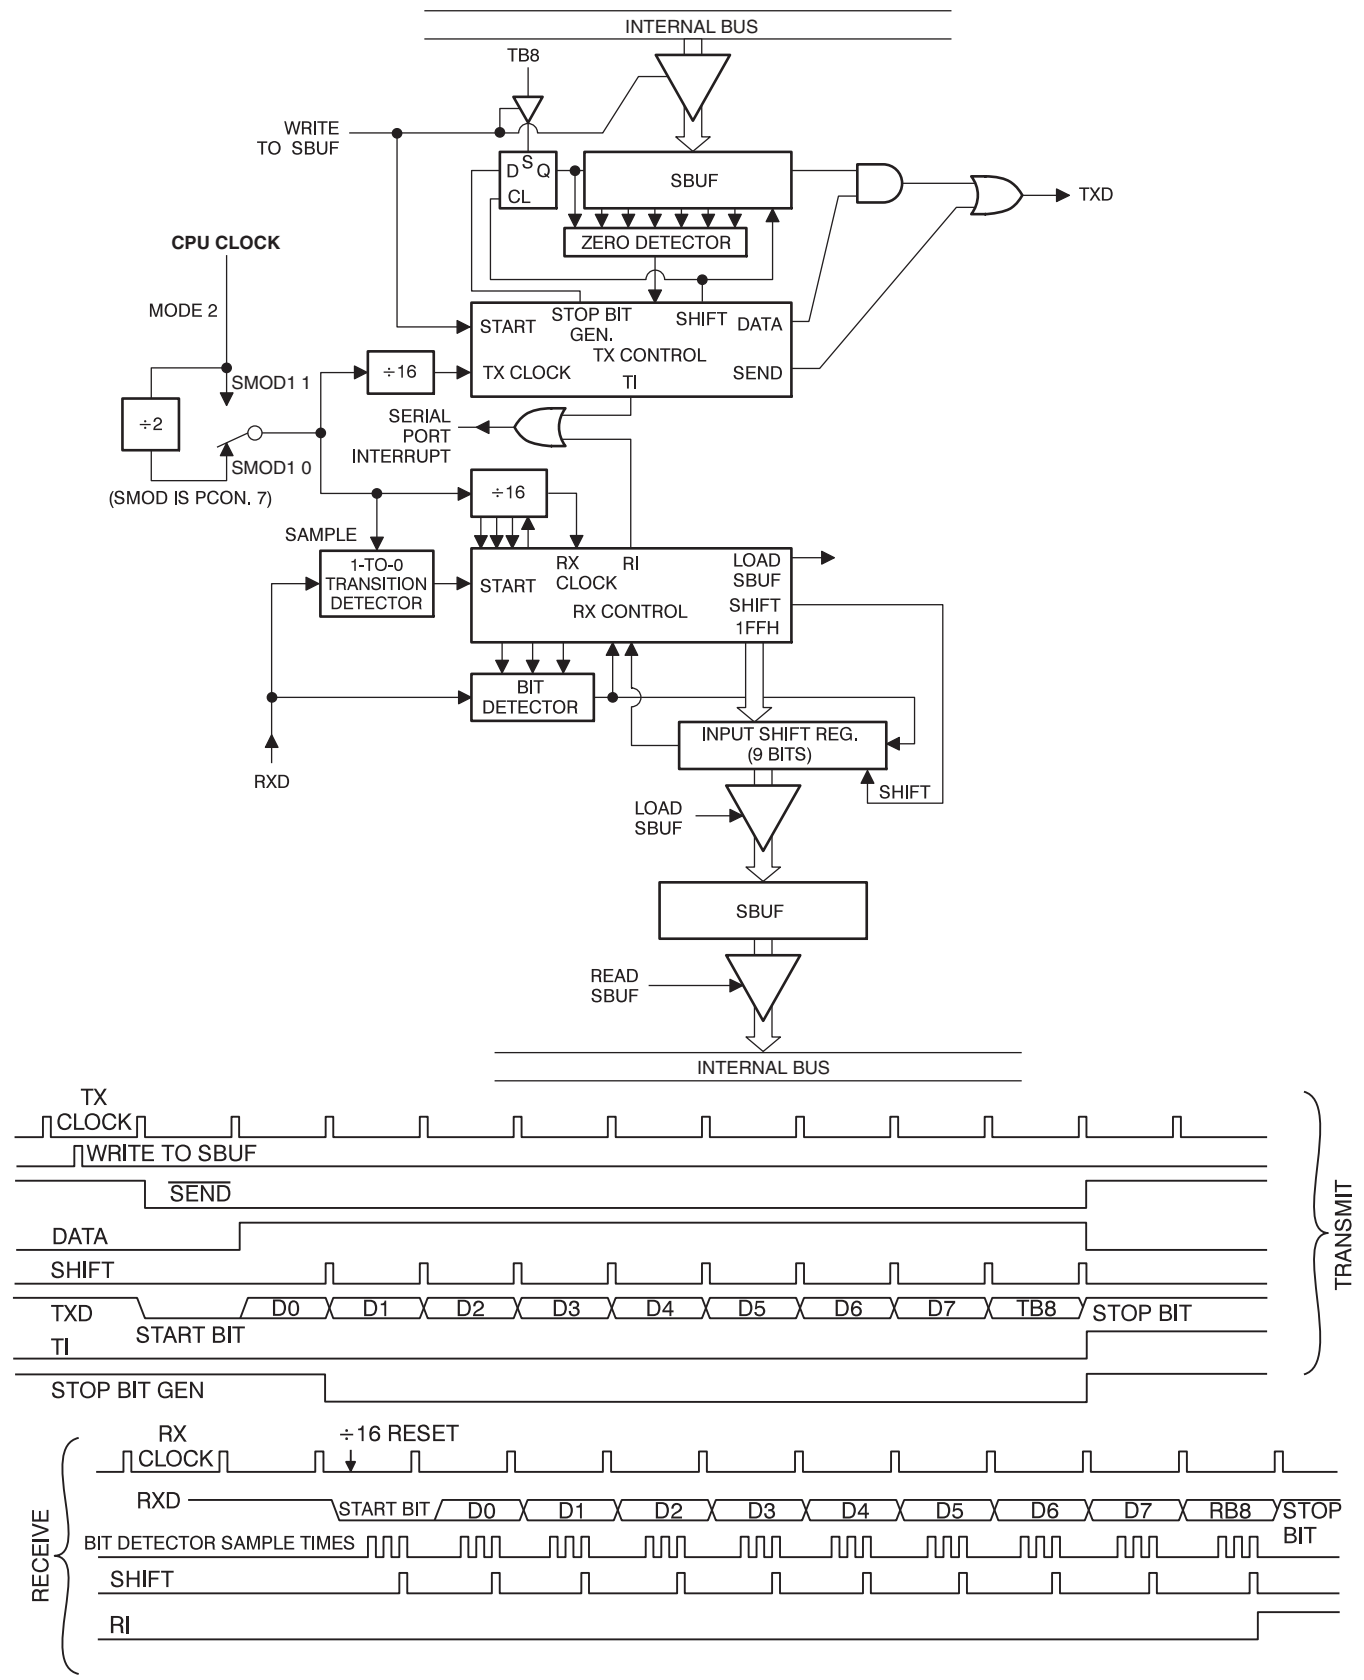 INTERNAL BUS
TB8
WRITE
TO SBUF
D S Q
CL
SBUF
TXD
ZERO DETECTOR
CPU CLOCK
MODE 2
START
STOP BIT
GEN.
SHIFT
DATA
TX CONTROL
÷16
TX CLOCK
TI
SEND
SMOD1 1
÷2
SERIAL
PORT
INTERRUPT
SMOD1 0
(SMOD IS PCON. 7)
÷16
SAMPLE
1-TO-0
TRANSITION
DETECTOR
START
RX
CLOCK
RI
LOAD
SBUF
RX CONTROL
SHIFT
1FFH
BIT
DETECTOR
INPUT SHIFT REG.
(9 BITS)
RXD
SHIFT
LOAD
SBUF
SBUF
READ
SBUF
INTERNAL BUS
TX
CLOCK
WRITE TO SBUF
SEND
DATA
SHIFT
TXD
START BIT
D0 D1 D2 D3 D4 D5 D6 D7 TB8
STOP BIT
TI
STOP BIT GEN
TRANSMIT
RX
CLOCK
÷16 RESET
RXD
START BIT
D0 D1 D2 D3 D4 D5 D6 D7 RB8
STOP
BIT
BIT DETECTOR SAMPLE TIMES
SHIFT
RI
RECEIVE